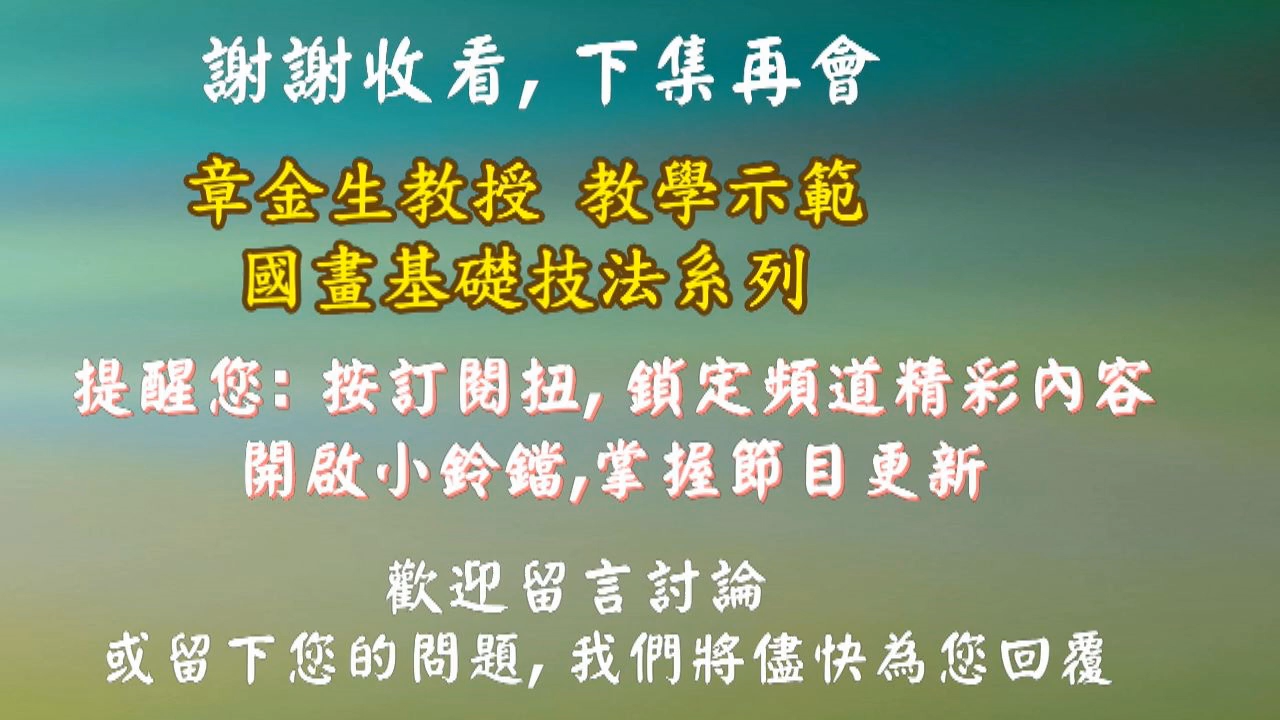 謝謝收看, 下集再會
章金生教授 教學示範
國畫基礎技法系列
提醒您: 按訂閱扭, 鎖定頻道精彩內容
開啟小鈴鐺,掌握節目更新
歡迎留言討論
或留下您的問題, 我們將儘快為您回覆